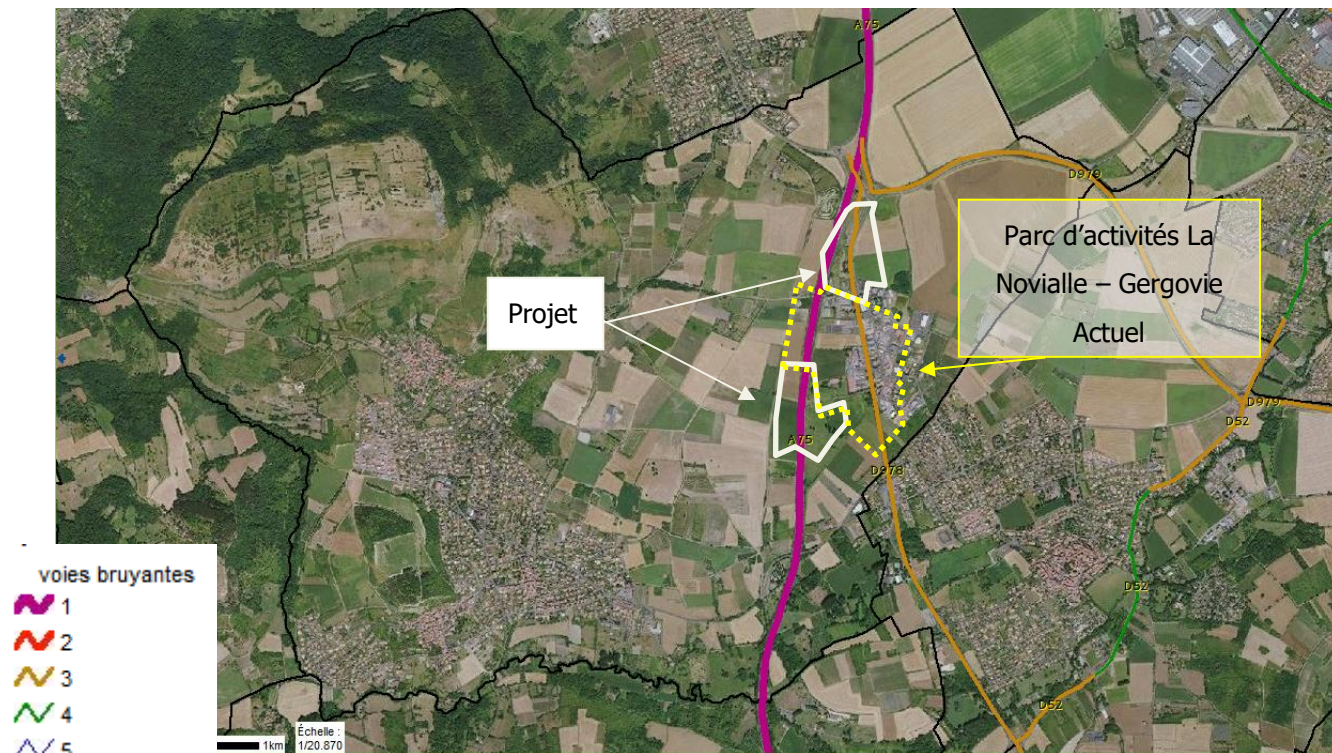 A75
D979
Parc d'activités La
Novialle – Gergovie
Actuel
Projet
D979
D52
A75
D978
D52
D52
voies bruyantes
1
2
3
4
5
1km
Échelle :
1/20.870